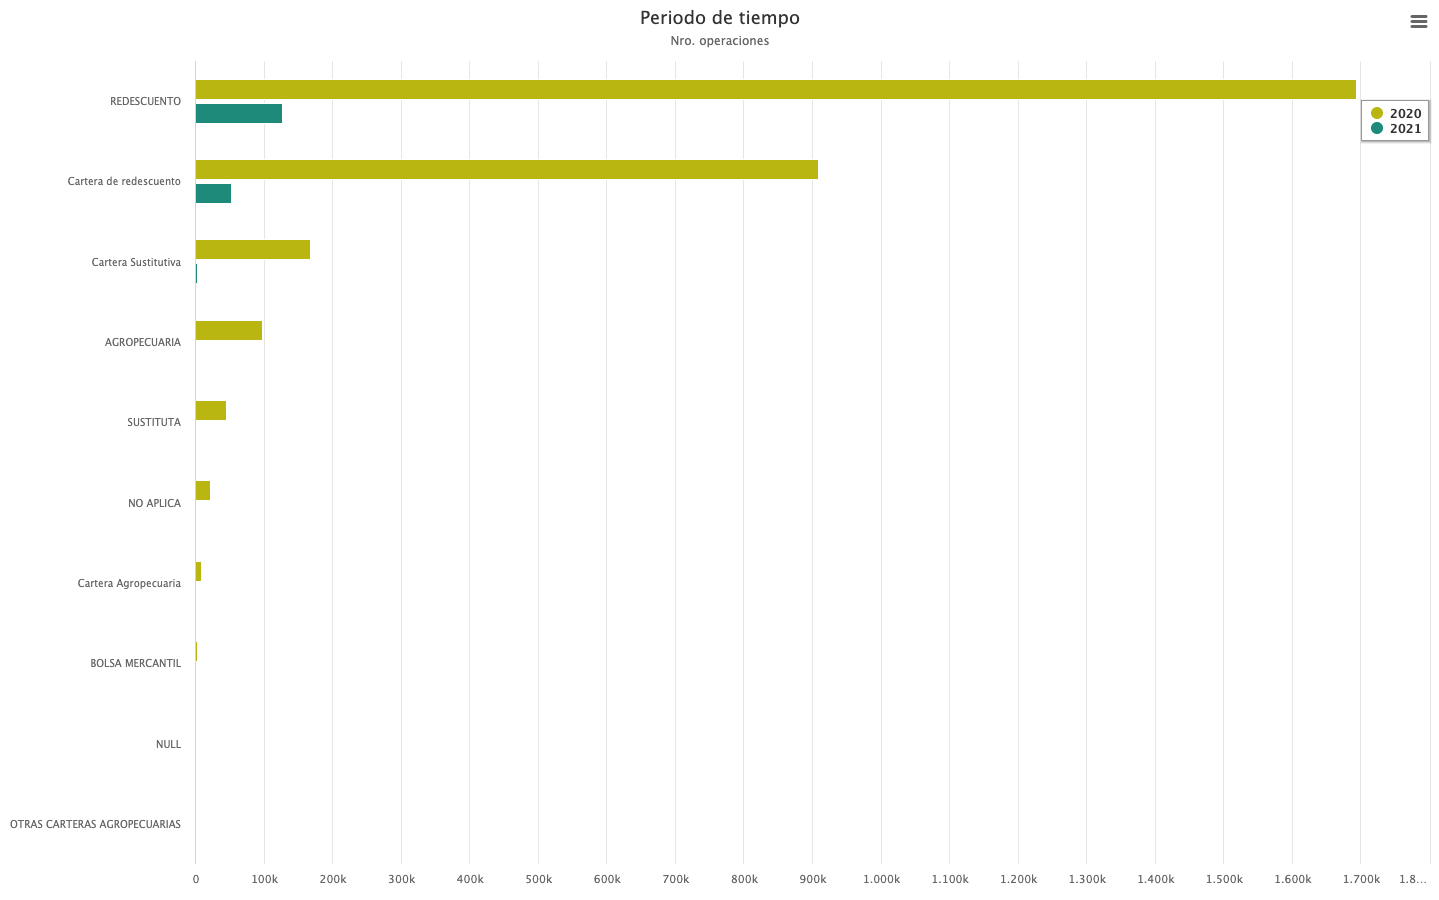 Periodo de tiempo
Nro. operaciones
REDESCUENTO
2020
2021
Cartera de redescuento
Cartera Sustitutiva
AGROPECUARIA
SUSTITUTA
NO APLICA
Cartera Agropecuaria
BOLSA MERCANTIL
NULL
OTRAS CARTERAS AGROPECUARIAS
0 100k 200k 300k 400k 500k 600k 700k 800k 900k 1.000k 1.100k 1.200k 1.300k 1.400k 1.500k 1.600k 1.700k 1.8...